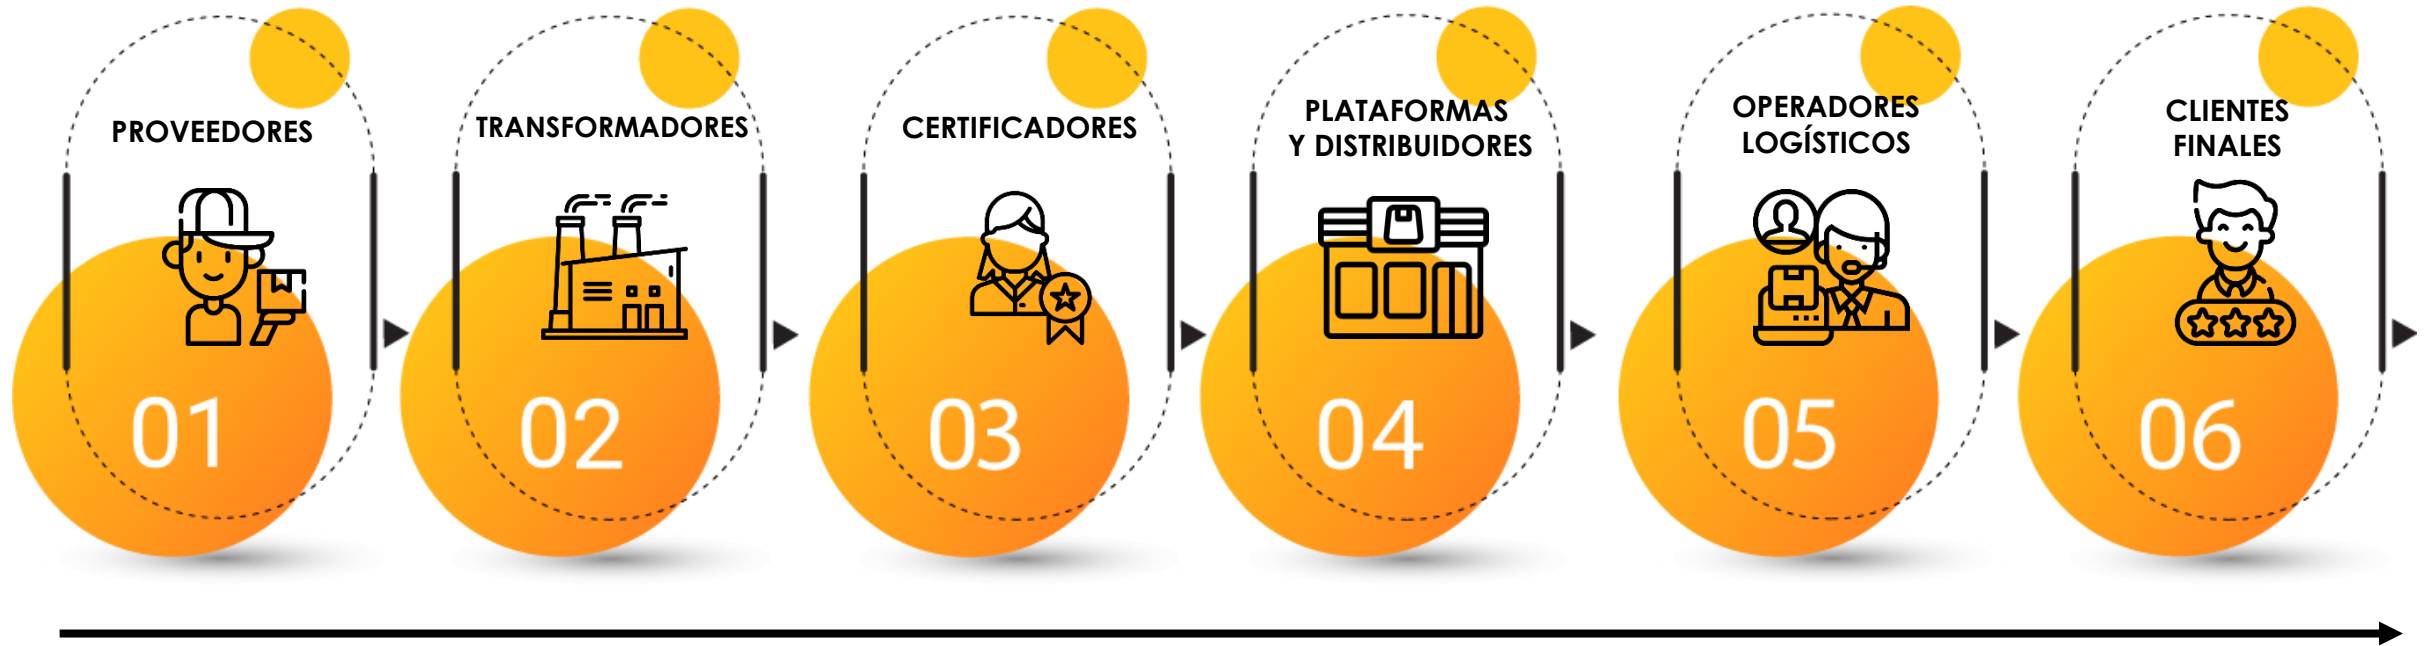 PROVEEDORES
01
TRANSFORMADORES
02
CERTIFICADORES
03
PLATAFORMAS
Y DISTRIBUIDORES
04
OPERADORES
LOGÍSTICOS
05
CLIENTES
FINALES
06